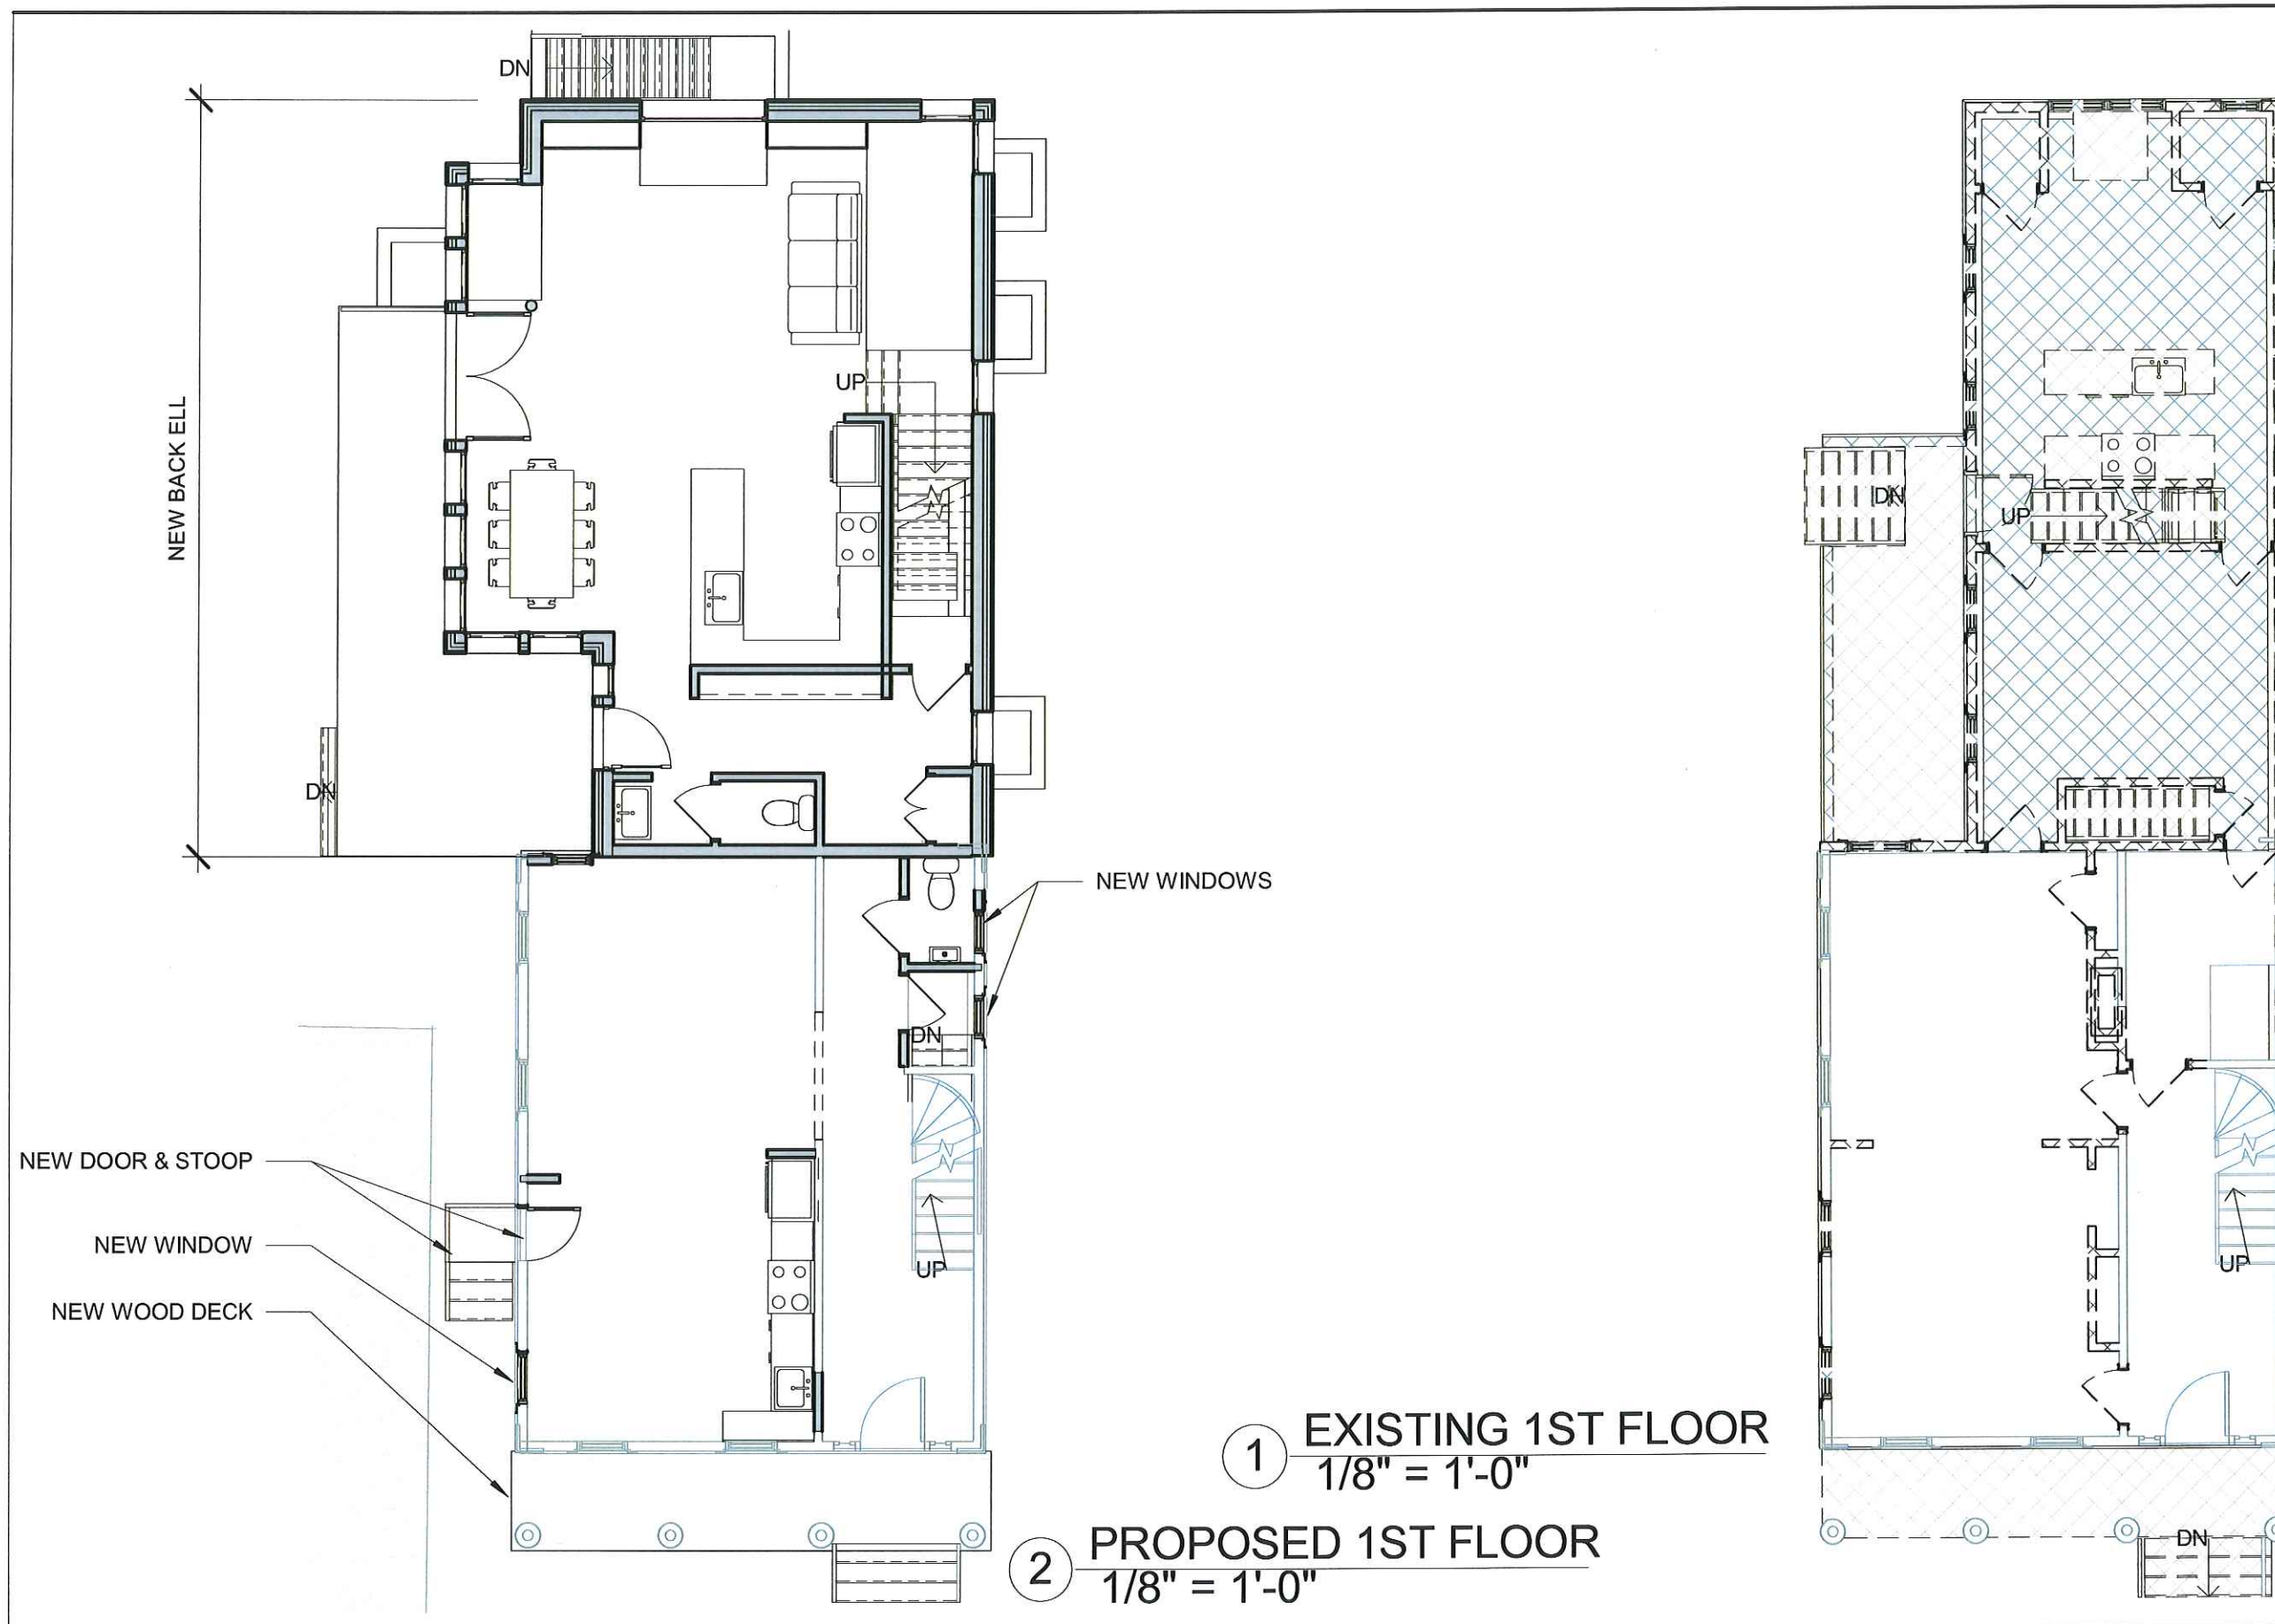 DN
UP
NEW BACK ELL
DN
DN
UP
DN
NEW WINDOWS
DN
NEW DOOR & STOOP
NEW WINDOW
UP
UP
NEW WOOD DECK
1 EXISTING 1ST FLOOR
1/8" = 1'-0"
2 PROPOSED 1ST FLOOR
1/8" = 1'-0"
DN